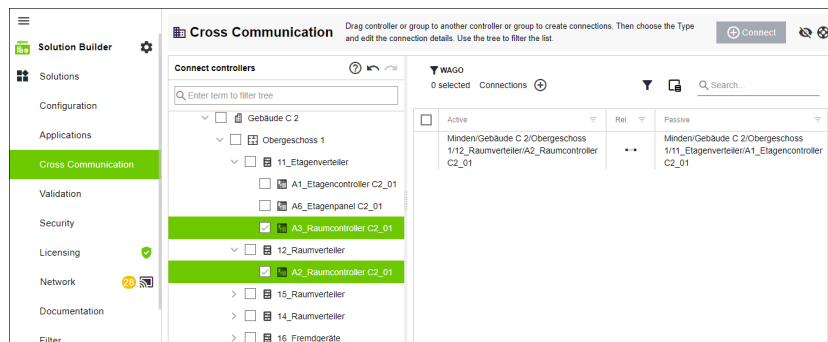 Cross Communication
Drag controller or group to another controller or group to create connections. Then choose the Type
and edit the connection details. Use the tree to filter the list.
Connect
Solution Builder
Solutions
Configuration
Applications
Cross Communication
Validation
Security
Licensing
Network
28
Documentation
Filter
Connect controllers
Enter term to filter tree
Gebäude C 2
Obergeschoss 1
11_Etagenverteiler
A1_Etagencontroller C2_01
A6_Etagenpanel C2_01
A3_Raumcontroller C2_01
12_Raumverteiler
A2_Raumcontroller C2_01
15_Raumverteiler
14_Raumverteiler
16_Fremdgeräte
WAGO
0 selected Connections
Search...
Active Rel. Passive
Minden/Gebäude C 2/Obergeschoss
1/12_Raumverteiler/A2_Raumcontroller
C2_01
Minden/Gebäude C 2/Obergeschoss
1/11_Etagenverteiler/A1_Etagencontroller
C2_01